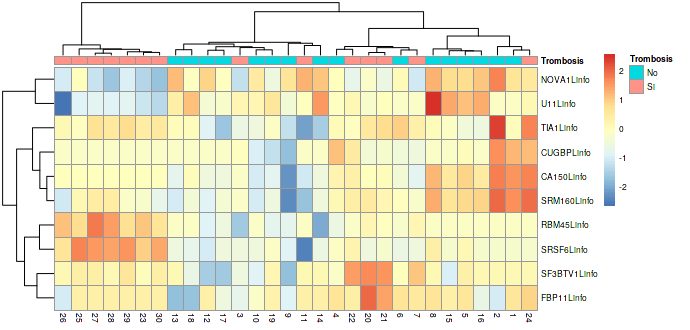 Trombosis
NOVA1Linfo
U11Linfo
TIA1Linfo
CUGBPLinfo
CA150Linfo
SRM160Linfo
RBM45Linfo
SRSF6Linfo
SF3BTV1Linfo
FBP11Linfo
26 25 27 28 29 23 30 13 18 12 17 3 10 19 9 11 14 4 22 20 21 6 7 8 15 5 16 2 1 24
2
1
0
-1
-2
Trombosis
No
SI